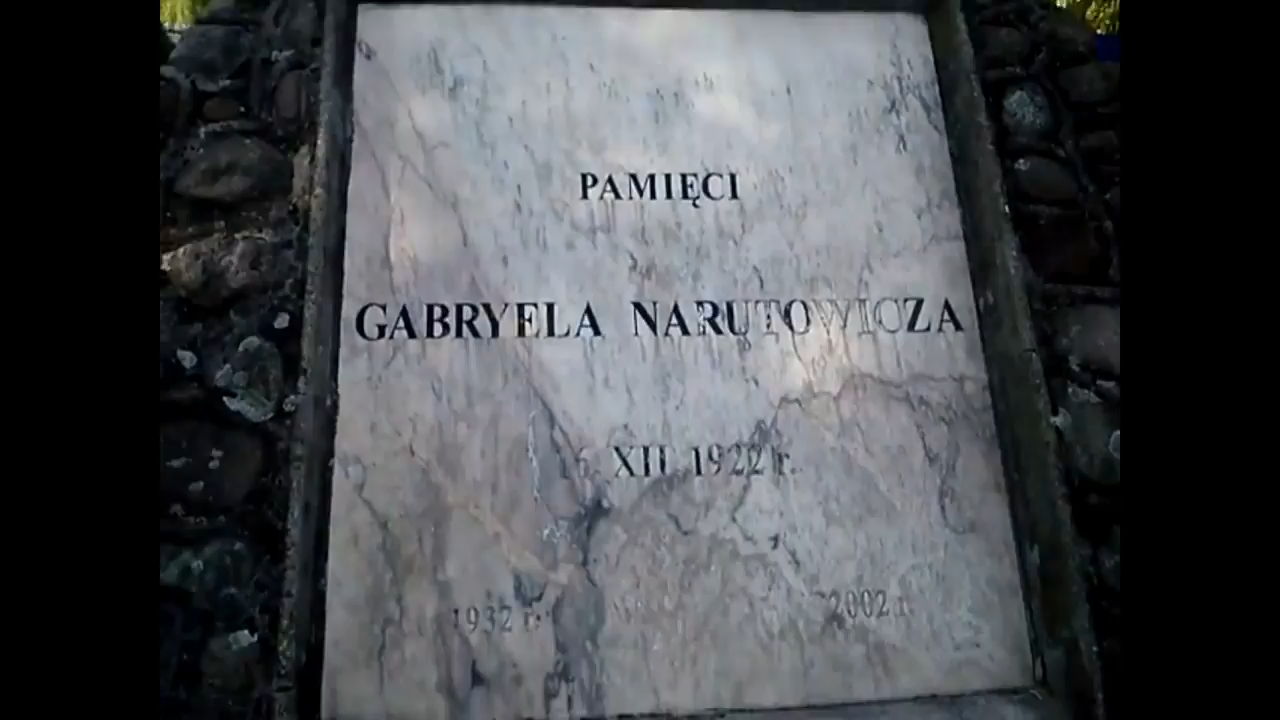 PAMIĘCI
GABRYELA NARUTOWICZA
16 XII 1922 r.
1932 r. 2002 r.